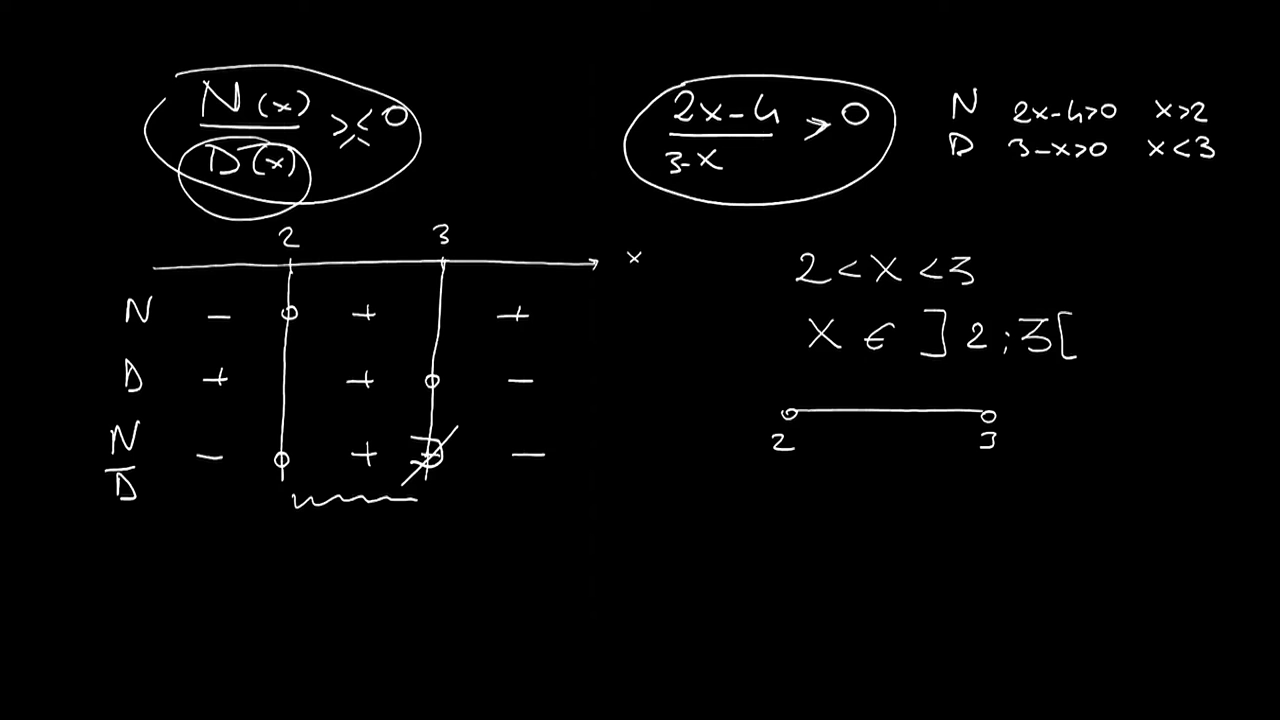 N(x)
D(x)
≥≤0
2x-4
3-x
>0
N 2x-4>0 x>2
D 3-x>0 x<3
2 3 x
N - + +
D + + -
N
D
- + ∄ -
2<x<3
x ∈ ]2;3[
2 3